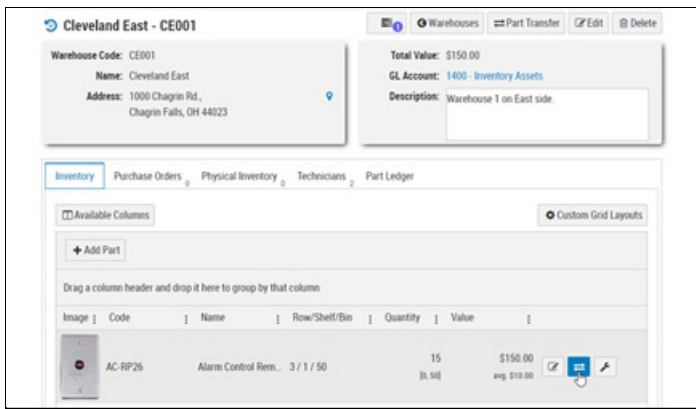 Cleveland East - CE001
1 Warehouses Part Transfer Edit Delete
Warehouse Code: CE001
Name: Cleveland East
Address: 1000 Chagrin Rd.,
Chagrin Falls, OH 44023
Total Value: $150.00
GL Account: 1400 - Inventory Assets
Description: Warehouse 1 on East side.
Inventory Purchase Orders 0 Physical Inventory 0 Technicians 2 Part Ledger
Available Columns Custom Grid Layouts
+ Add Part
Drag a column header and drop it here to group by that column
Image Code Name Row/Shelf/Bin Quantity Value
AC-RP26 Alarm Control Rem... 3 / 1 / 50 15 $150.00
[0, 50] avg. $10.00